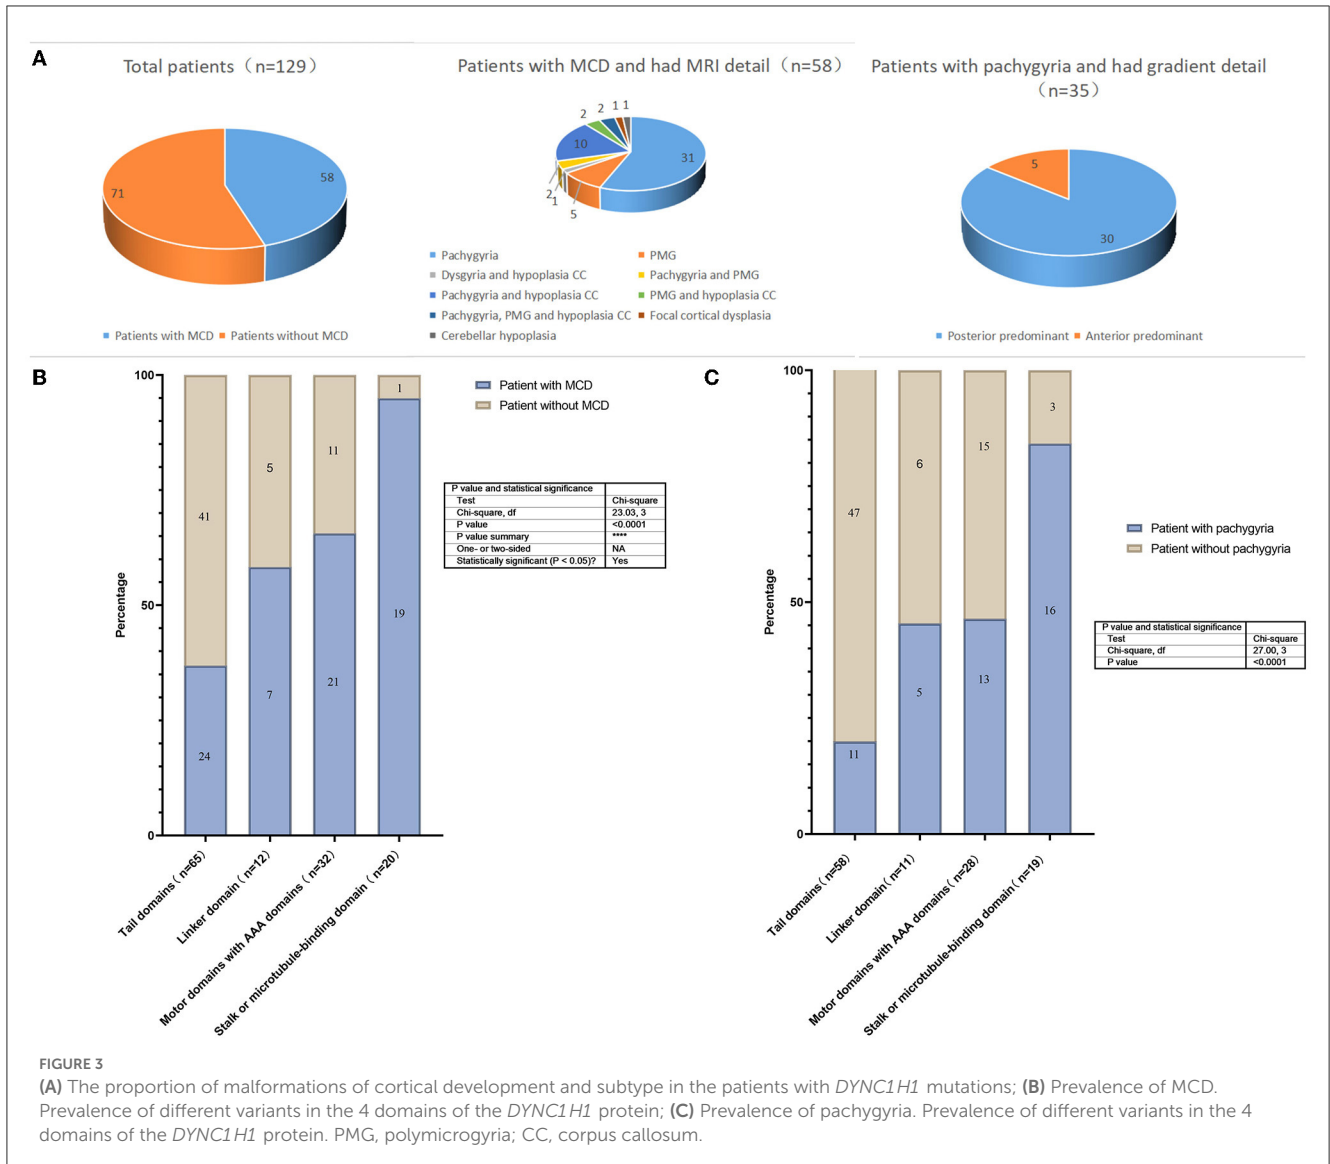 A
Total patients（n=129）
71
58
Patients with MCD
Patients without MCD
Patients with MCD and had MRI detail（n=58）
2
2
1
1
10
31
2
1
5
Pachygyria
PMG
Dysgyria and hypoplasia CC
Pachygyria and PMG
Pachygyria and hypoplasia CC
PMG and hypoplasia CC
Pachygyria, PMG and hypoplasia CC
Focal cortical dysplasia
Cerebellar hypoplasia
Patients with pachygyria and had gradient detail
（n=35）
5
30
Posterior predominant
Anterior predominant
B
100
50
0
Percentage
41
24
5
7
11
21
1
19
Tail domains（n=65）
Linker domain（n=12）
Motor domains with AAA domains（n=32）
Stalk or microtubule-binding domain（n=20）
Patient with MCD
Patient without MCD
P value and statistical significance
Test Chi-square
Chi-square, df 23.03, 3
P value <0.0001
P value summary ****
One- or two-sided NA
Statistically significant (P < 0.05)? Yes
C
100
50
0
Percentage
47
11
6
5
15
13
3
16
Tail domains（n=58）
Linker domain（n=11）
Motor domains with AAA domains（n=28）
Stalk or microtubule-binding domain（n=19）
Patient with pachygyria
Patient without pachygyria
P value and statistical significance
Test Chi-square
Chi-square, df 27.00, 3
P value <0.0001
FIGURE 3
(A) The proportion of malformations of cortical development and subtype in the patients with DYNC1H1 mutations; (B) Prevalence of MCD.
Prevalence of different variants in the 4 domains of the DYNC1H1 protein; (C) Prevalence of pachygyria. Prevalence of different variants in the 4
domains of the DYNC1H1 protein. PMG, polymicrogyria; CC, corpus callosum.